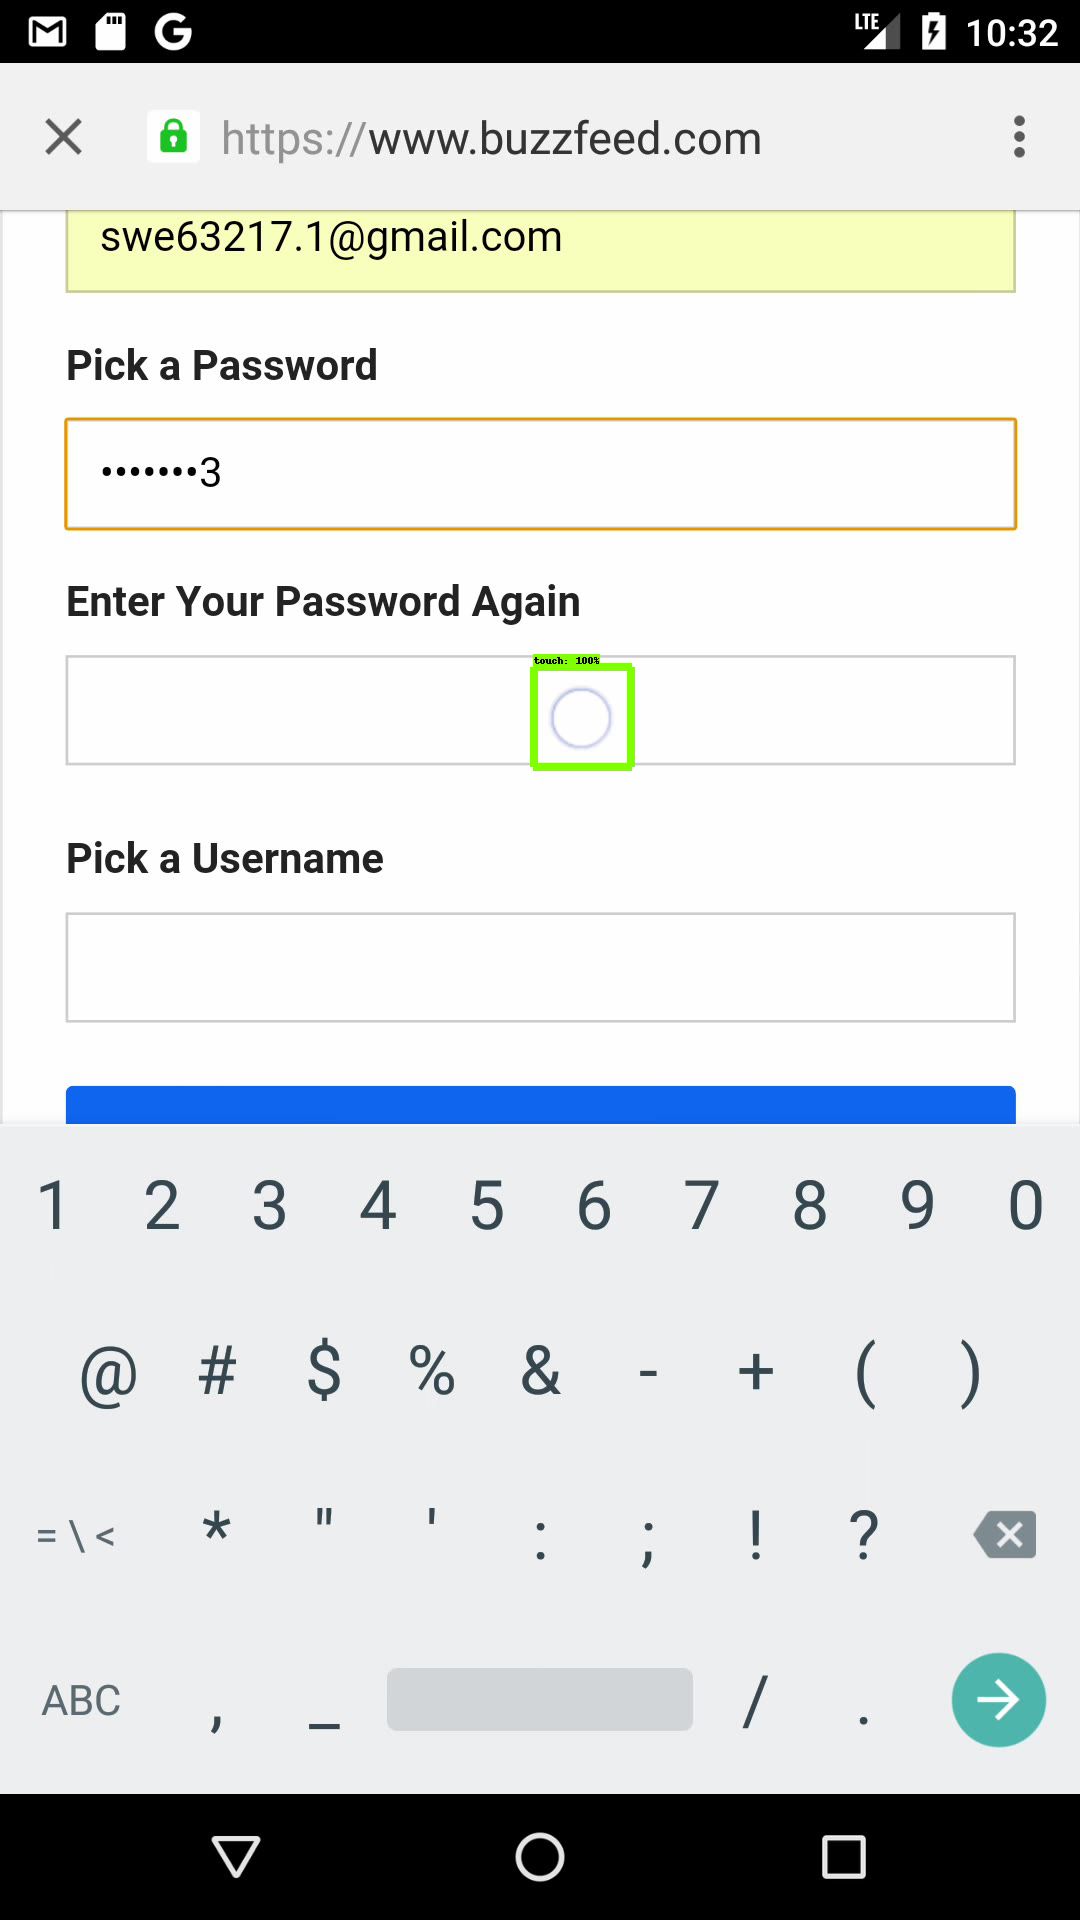 LTE 10:32
https://www.buzzfeed.com
swe63217.1@gmail.com
Pick a Password
•••••••3
Enter Your Password Again
touch: 100%
Pick a Username
1 2 3 4 5 6 7 8 9 0
@ # $ % & - + ( )
= \ < * " ' : ; ! ?
ABC , _ / .